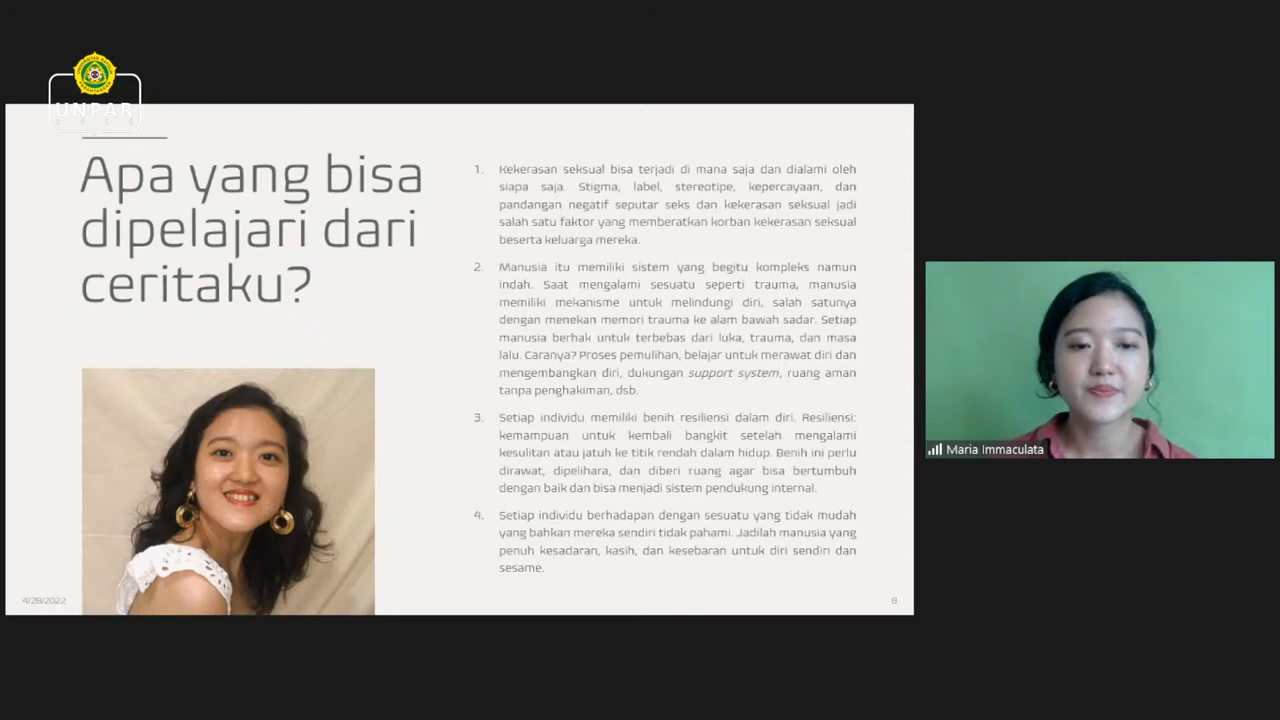 UNPAR
Apa yang bisa
dipelajari dari
ceritaku?
1. Kekerasan seksual bisa terjadi di mana saja dan dialami oleh
siapa saja. Stigma, label, stereotipe, kepercayaan, dan
pandangan negatif seputar seks dan kekerasan seksual jadi
salah satu faktor yang memberatkan korban kekerasan seksual
beserta keluarga mereka.
2. Manusia itu memiliki sistem yang begitu kompleks namun
indah. Saat mengalami sesuatu seperti trauma, manusia
memiliki mekanisme untuk melindungi diri, salah satunya
dengan menekan memori trauma ke alam bawah sadar. Setiap
manusia berhak untuk terbebas dari luka, trauma, dan masa
lalu. Caranya? Proses pemulihan, belajar untuk merawat diri dan
mengembangkan diri, dukungan support system, ruang aman
tanpa penghakiman, dsb.
3. Setiap individu memiliki benih resiliensi dalam diri. Resiliensi:
kemampuan untuk kembali bangkit setelah mengalami
kesulitan atau jatuh ke titik rendah dalam hidup. Benih ini perlu
dirawat, dipelihara, dan diberi ruang agar bisa bertumbuh
dengan baik dan bisa menjadi sistem pendukung internal.
4. Setiap individu berhadapan dengan sesuatu yang tidak mudah
yang bahkan mereka sendiri tidak pahami. Jadilah manusia yang
penuh kesadaran, kasih, dan kesebaran untuk diri sendiri dan
sesame.
4/28/2022
8
Maria Immaculata